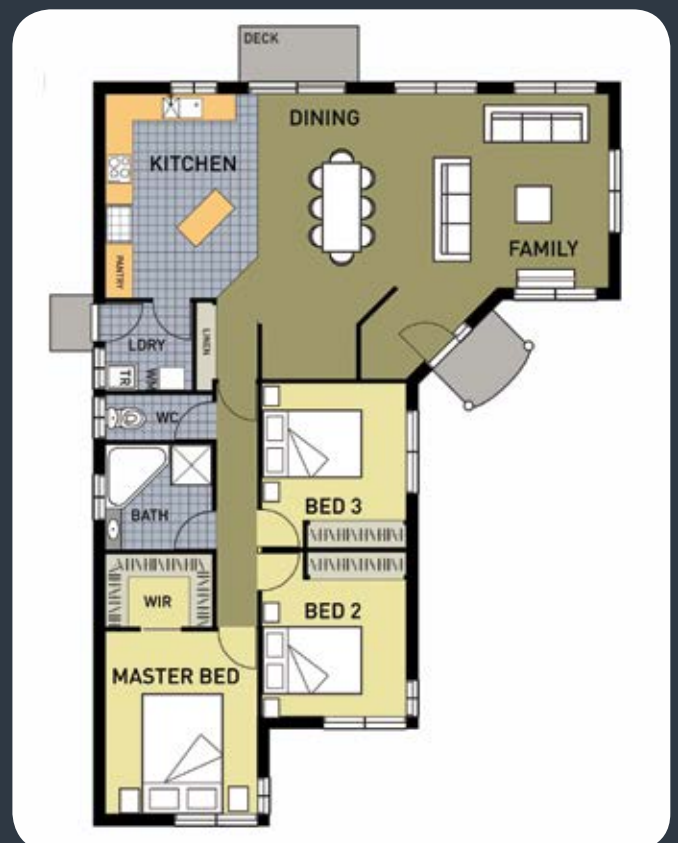 DECK
DINING
KITCHEN
FAMILY
PANTRY
LDRY
LINEN
TR
WM
WC
BED 3
BATH
WIR
BED 2
MASTER BED